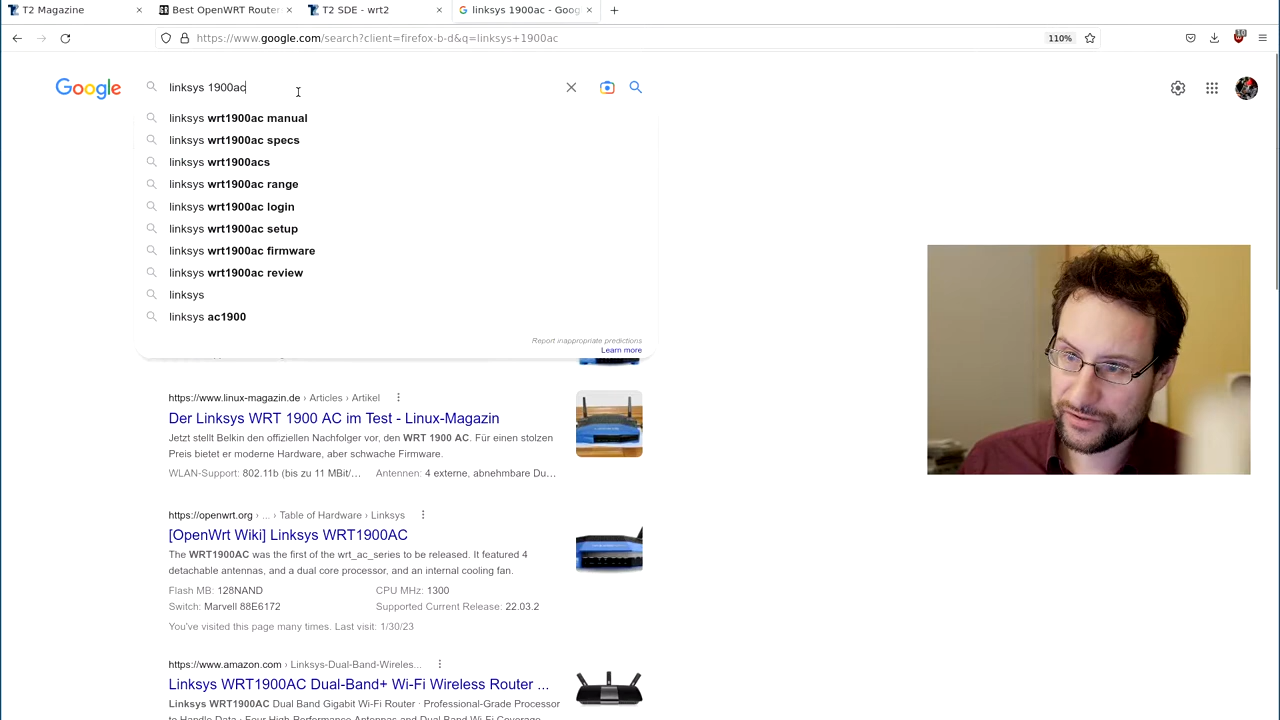 T2 Magazine
Best OpenWRT Router
T2 SDE - wrt2
linksys 1900ac - Goog
https://www.google.com/search?client=firefox-b-d&q=linksys+1900ac
110%
10
Google
linksys 1900ac
linksys wrt1900ac manual
linksys wrt1900ac specs
linksys wrt1900acs
linksys wrt1900ac range
linksys wrt1900ac login
linksys wrt1900ac setup
linksys wrt1900ac firmware
linksys wrt1900ac review
linksys
linksys ac1900
Report inappropriate predictions
Learn more
https://www.linux-magazin.de › Articles › Artikel
Der Linksys WRT 1900 AC im Test - Linux-Magazin
Jetzt stellt Belkin den offiziellen Nachfolger vor, den WRT 1900 AC. Für einen stolzen
Preis bietet er moderne Hardware, aber schwache Firmware.
WLAN-Support: 802.11b (bis zu 11 MBit/… Antennen: 4 externe, abnehmbare Du…
https://openwrt.org › ... › Table of Hardware › Linksys
[OpenWrt Wiki] Linksys WRT1900AC
The WRT1900AC was the first of the wrt_ac_series to be released. It featured 4
detachable antennas, and a dual core processor, and an internal cooling fan.
Flash MB: 128NAND CPU MHz: 1300
Switch: Marvell 88E6172 Supported Current Release: 22.03.2
You've visited this page many times. Last visit: 1/30/23
https://www.amazon.com › Linksys-Dual-Band-Wireles...
Linksys WRT1900AC Dual-Band+ Wi-Fi Wireless Router ...
Linksys WRT1900AC Dual Band Gigabit Wi-Fi Router · Professional-Grade Processor
to Handle Data · Four High-Performance Antennas and Dual Band Wi-Fi Coverage